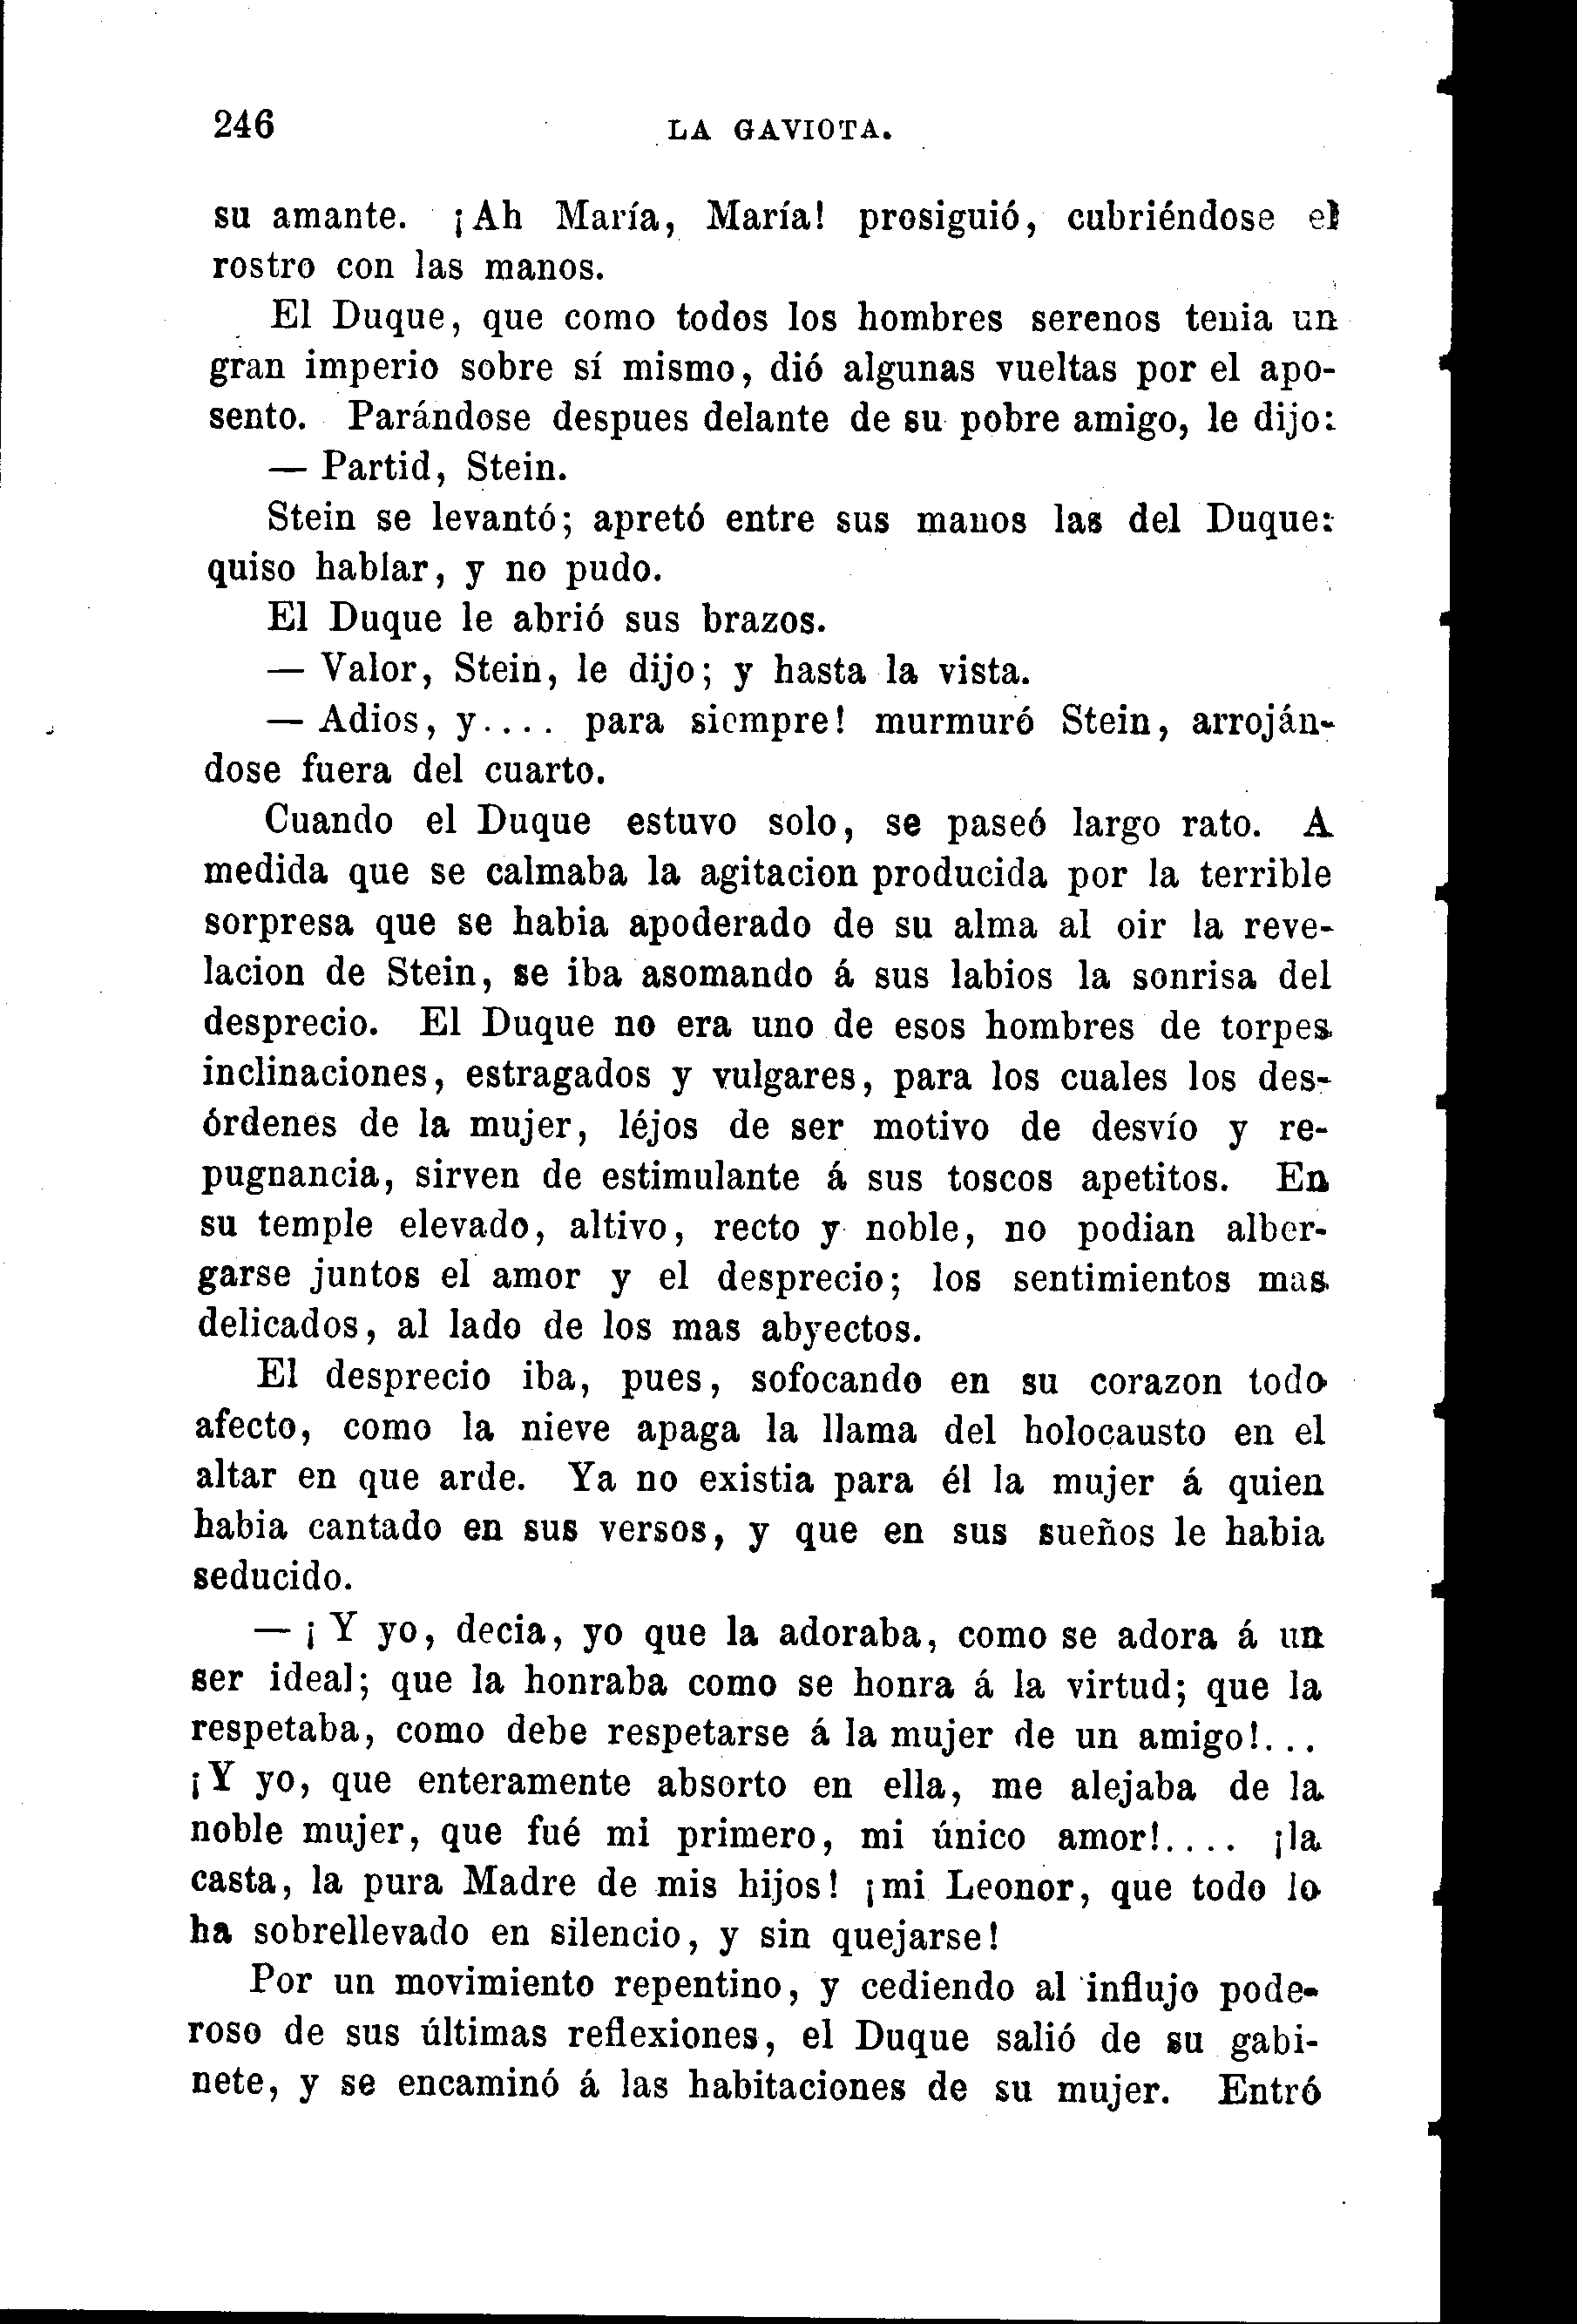 246 LA GAVIOTA.
su amante. ¡Ah María, María! prosiguió, cubriéndose el
rostro con las manos.
El Duque, que como todos los hombres serenos tenia un
gran imperio sobre sí mismo, dió algunas vueltas por el apo-
sento. Parándose despues delante de su pobre amigo, le dijo:
— Partid, Stein.
Stein se levantó; apretó entre sus manos las del Duque:
quiso hablar, y no pudo.
El Duque le abrió sus brazos.
— Valor, Stein, le dijo; y hasta la vista.
— Adios, y.... para siempre! murmuró Stein, arroján-
dose fuera del cuarto.
Cuando el Duque estuvo solo, se paseó largo rato. A
medida que se calmaba la agitacion producida por la terrible
sorpresa que se habia apoderado de su alma al oir la reve-
lacion de Stein, se iba asomando á sus labios la sonrisa del
desprecio. El Duque no era uno de esos hombres de torpes
inclinaciones, estragados y vulgares, para los cuales los des-
órdenes de la mujer, léjos de ser motivo de desvío y re-
pugnancia, sirven de estimulante á sus toscos apetitos. En
su temple elevado, altivo, recto y noble, no podian alber-
garse juntos el amor y el desprecio; los sentimientos mas
delicados, al lado de los mas abyectos.
El desprecio iba, pues, sofocando en su corazon todo
afecto, como la nieve apaga la llama del holocausto en el
altar en que arde. Ya no existia para él la mujer á quien
habia cantado en sus versos, y que en sus sueños le habia
seducido.
— ¡Y yo, decia, yo que la adoraba, como se adora á un
ser ideal; que la honraba como se honra á la virtud; que la
respetaba, como debe respetarse á la mujer de un amigo!...
¡Y yo, que enteramente absorto en ella, me alejaba de la
noble mujer, que fué mi primero, mi único amor!.... ¡la
casta, la pura Madre de mis hijos! ¡mi Leonor, que todo lo
ha sobrellevado en silencio, y sin quejarse!
Por un movimiento repentino, y cediendo al influjo pode-
roso de sus últimas reflexiones, el Duque salió de su gabi-
nete, y se encaminó á las habitaciones de su mujer. Entró